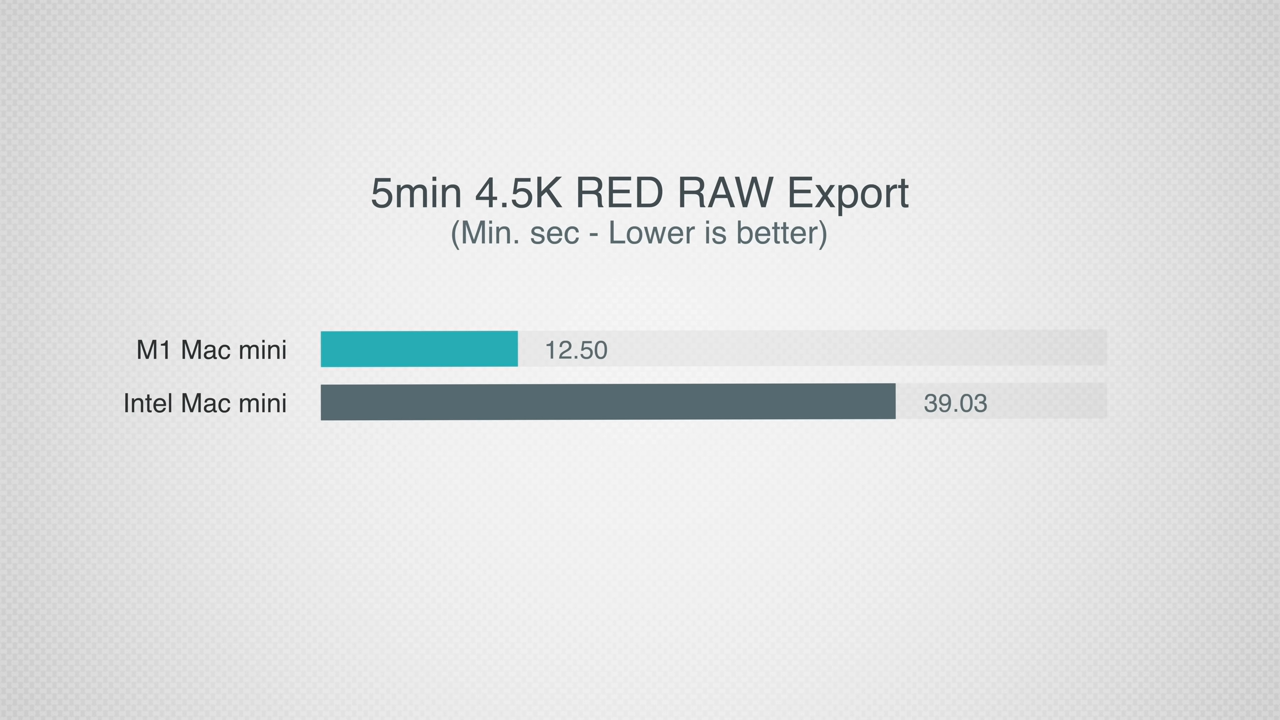 5min 4.5K RED RAW Export
(Min. sec - Lower is better)
M1 Mac mini 12.50
Intel Mac mini 39.03